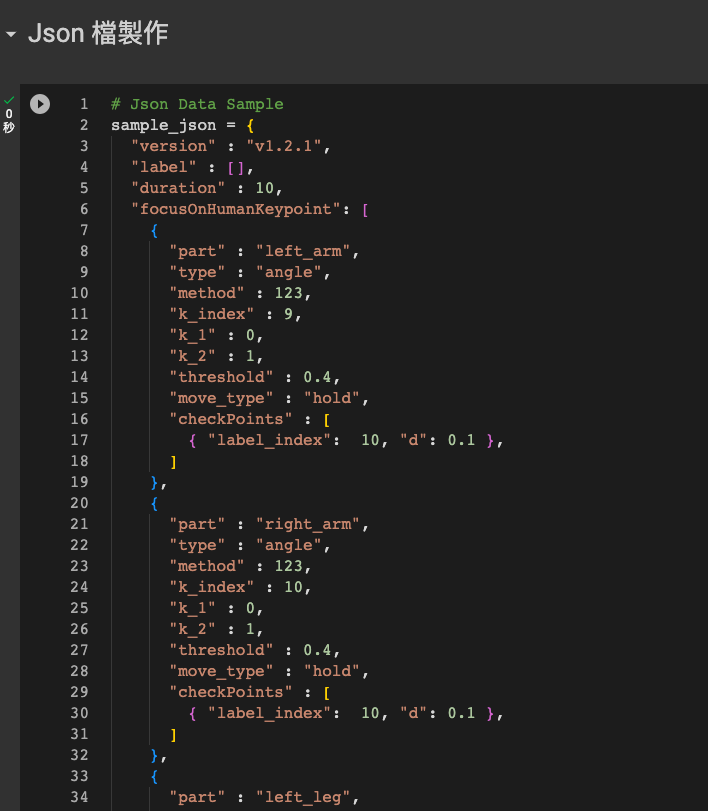 Json 檔製作
0
秒
1 # Json Data Sample
2 sample_json = {
3 "version" : "v1.2.1",
4 "label" : [],
5 "duration" : 10,
6 "focusOnHumanKeypoint": [
7 {
8 "part" : "left_arm",
9 "type" : "angle",
10 "method" : 123,
11 "k_index" : 9,
12 "k_1" : 0,
13 "k_2" : 1,
14 "threshold" : 0.4,
15 "move_type" : "hold",
16 "checkPoints" : [
17 { "label_index":  10, "d": 0.1 },
18 ]
19 },
20 {
21 "part" : "right_arm",
22 "type" : "angle",
23 "method" : 123,
24 "k_index" : 10,
25 "k_1" : 0,
26 "k_2" : 1,
27 "threshold" : 0.4,
28 "move_type" : "hold",
29 "checkPoints" : [
30 { "label_index":  10, "d": 0.1 },
31 ]
32 },
33 {
34 "part" : "left_leg",